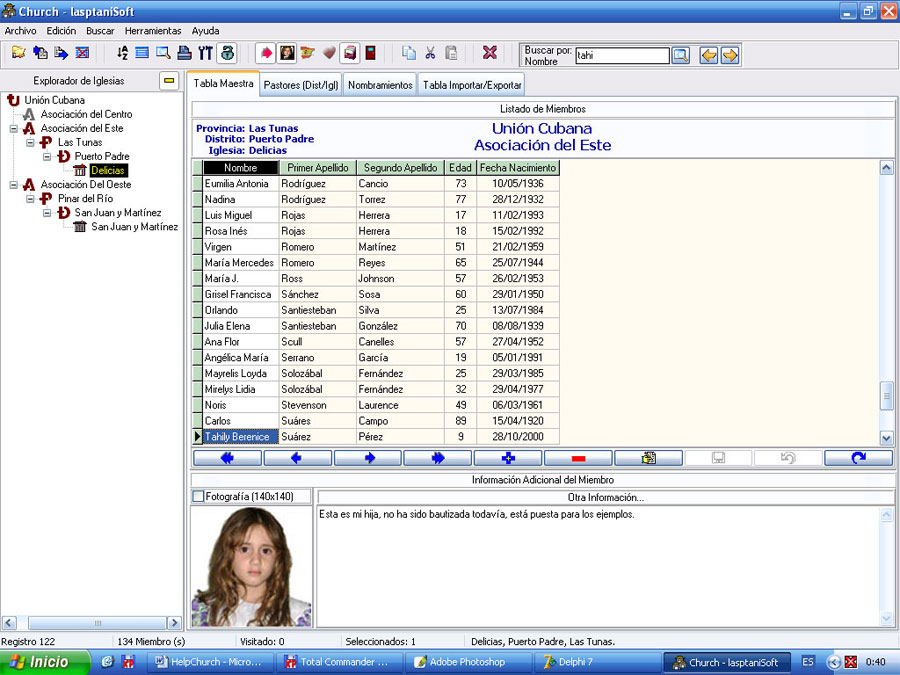 Church - lasptaniSoft
Archivo Edición Buscar Herramientas Ayuda
Buscar por: Nombre tahi
Explorador de Iglesias
Unión Cubana
Asociación del Centro
Asociación del Este
Las Tunas
Puerto Padre
Delicias
Asociación Del Oeste
Pinar del Río
San Juan y Martínez
San Juan y Martínez
Tabla Maestra Pastores (Dist/Igl) Nombramientos Tabla Importar/Exportar
Listado de Miembros
Provincia: Las Tunas
Distrito: Puerto Padre
Iglesia: Delicias
Unión Cubana
Asociación del Este
Nombre Primer Apellido Segundo Apellido Edad Fecha Nacimiento
Eumilia Antonia Rodríguez Cancio 73 10/05/1936
Nadina Rodríguez Torrez 77 28/12/1932
Luis Miguel Rojas Herrera 17 11/02/1993
Rosa Inés Rojas Herrera 18 15/02/1992
Virgen Romero Martínez 51 21/02/1959
María Mercedes Romero Reyes 65 25/07/1944
María J. Ross Johnson 57 26/02/1953
Grisel Francisca Sánchez Sosa 60 29/01/1950
Orlando Santiesteban Silva 25 13/07/1984
Julia Elena Santiesteban González 70 08/08/1939
Ana Flor Scull Canelles 57 27/04/1952
Angélica María Serrano García 19 05/01/1991
Mayrelis Loyda Solozábal Fernández 25 29/03/1985
Mirelys Lidia Solozábal Fernández 32 29/04/1977
Noris Stevenson Laurence 49 06/03/1961
Carlos Suáres Campo 89 15/04/1920
Tahily Berenice Suárez Pérez 9 28/10/2000
Información Adicional del Miembro
Fotografía (140x140) Otra Información...
Esta es mi hija, no ha sido bautizada todavía, está puesta para los ejemplos.
Registro 122 134 Miembro (s) Visitado: 0 Seleccionados: 1 Delicias, Puerto Padre, Las Tunas.
Inicio HelpChurch - Micro... Total Commander ... Adobe Photoshop Delphi 7 Church - lasptaniSoft ES 0:40